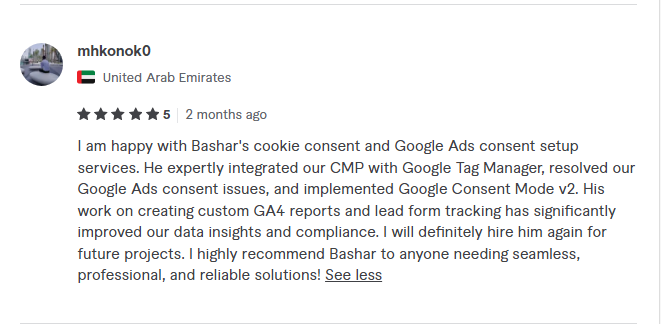 mhkonok0
United Arab Emirates
5 2 months ago
I am happy with Bashar's cookie consent and Google Ads consent setup
services. He expertly integrated our CMP with Google Tag Manager, resolved our
Google Ads consent issues, and implemented Google Consent Mode v2. His
work on creating custom GA4 reports and lead form tracking has significantly
improved our data insights and compliance. I will definitely hire him again for
future projects. I highly recommend Bashar to anyone needing seamless,
professional, and reliable solutions! See less